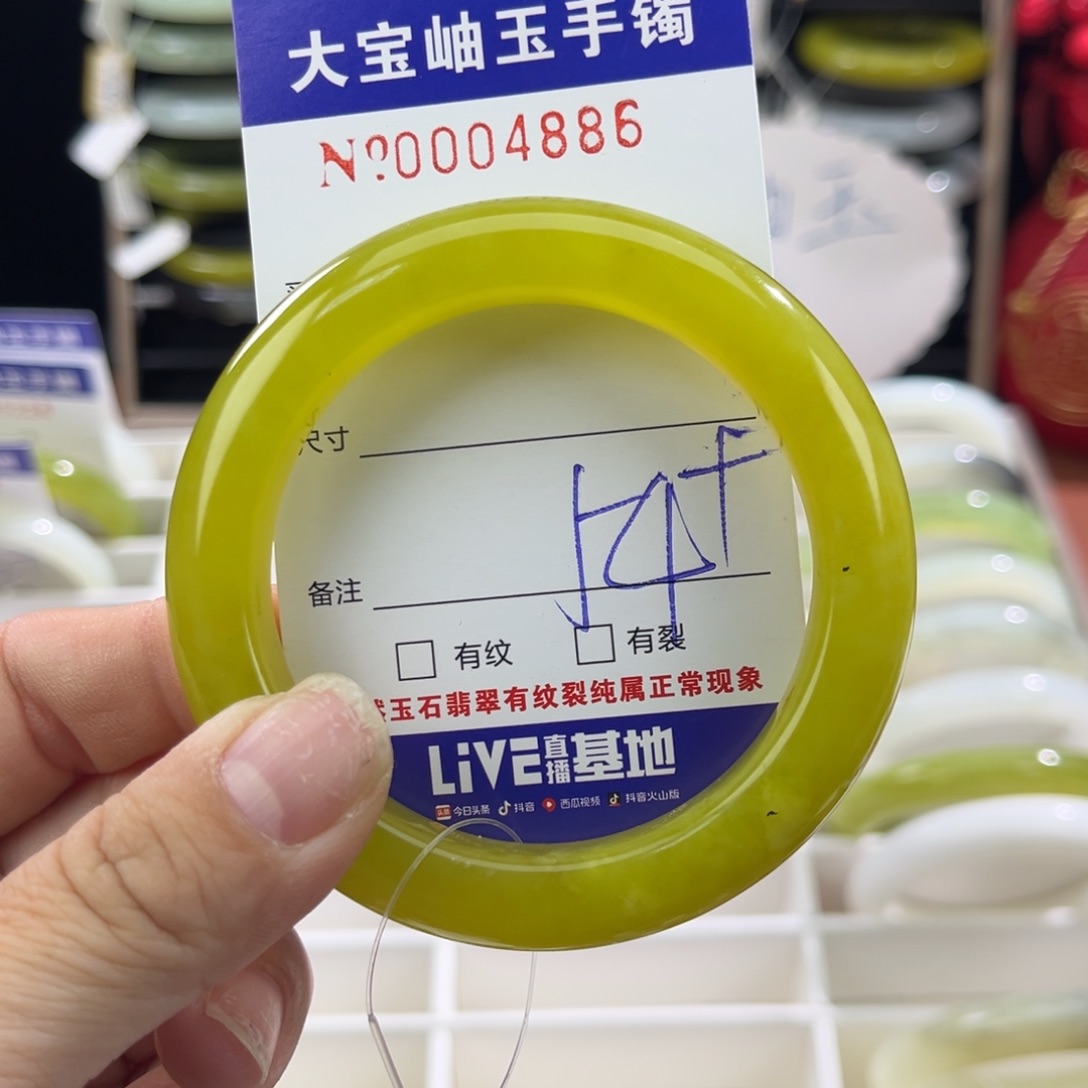 大宝岫玉手镯
Nº0004886
尺寸
备注
有纹 有裂
玉石翡翠有纹裂纯属正常现象
LiVE直播基地
今日头条 抖音 西瓜视频 抖音火山版